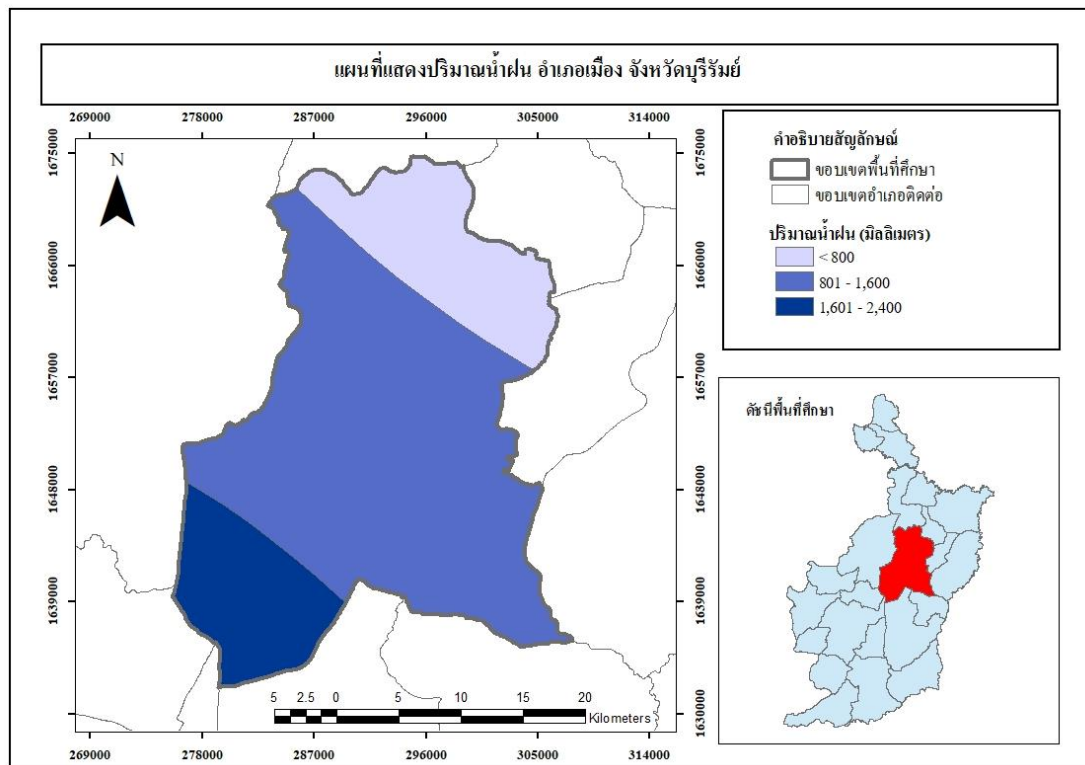 แผนที่แสดงปริมาณน้ำฝน อำเภอเมือง จังหวัดบุรีรัมย์
269000 278000 287000 296000 305000 314000
1675000
1666000
1657000
1648000
1639000
1630000
N
1675000
1666000
1657000
1648000
1639000
1630000
5 2.5 0 5 10 15 20
Kilometers
269000 278000 287000 296000 305000 314000
คำอธิบายสัญลักษณ์
ขอบเขตพื้นที่ศึกษา
ขอบเขตอำเภอติดต่อ
ปริมาณน้ำฝน (มิลลิเมตร)
< 800
801 - 1,600
1,601 - 2,400
ดัชนีพื้นที่ศึกษา